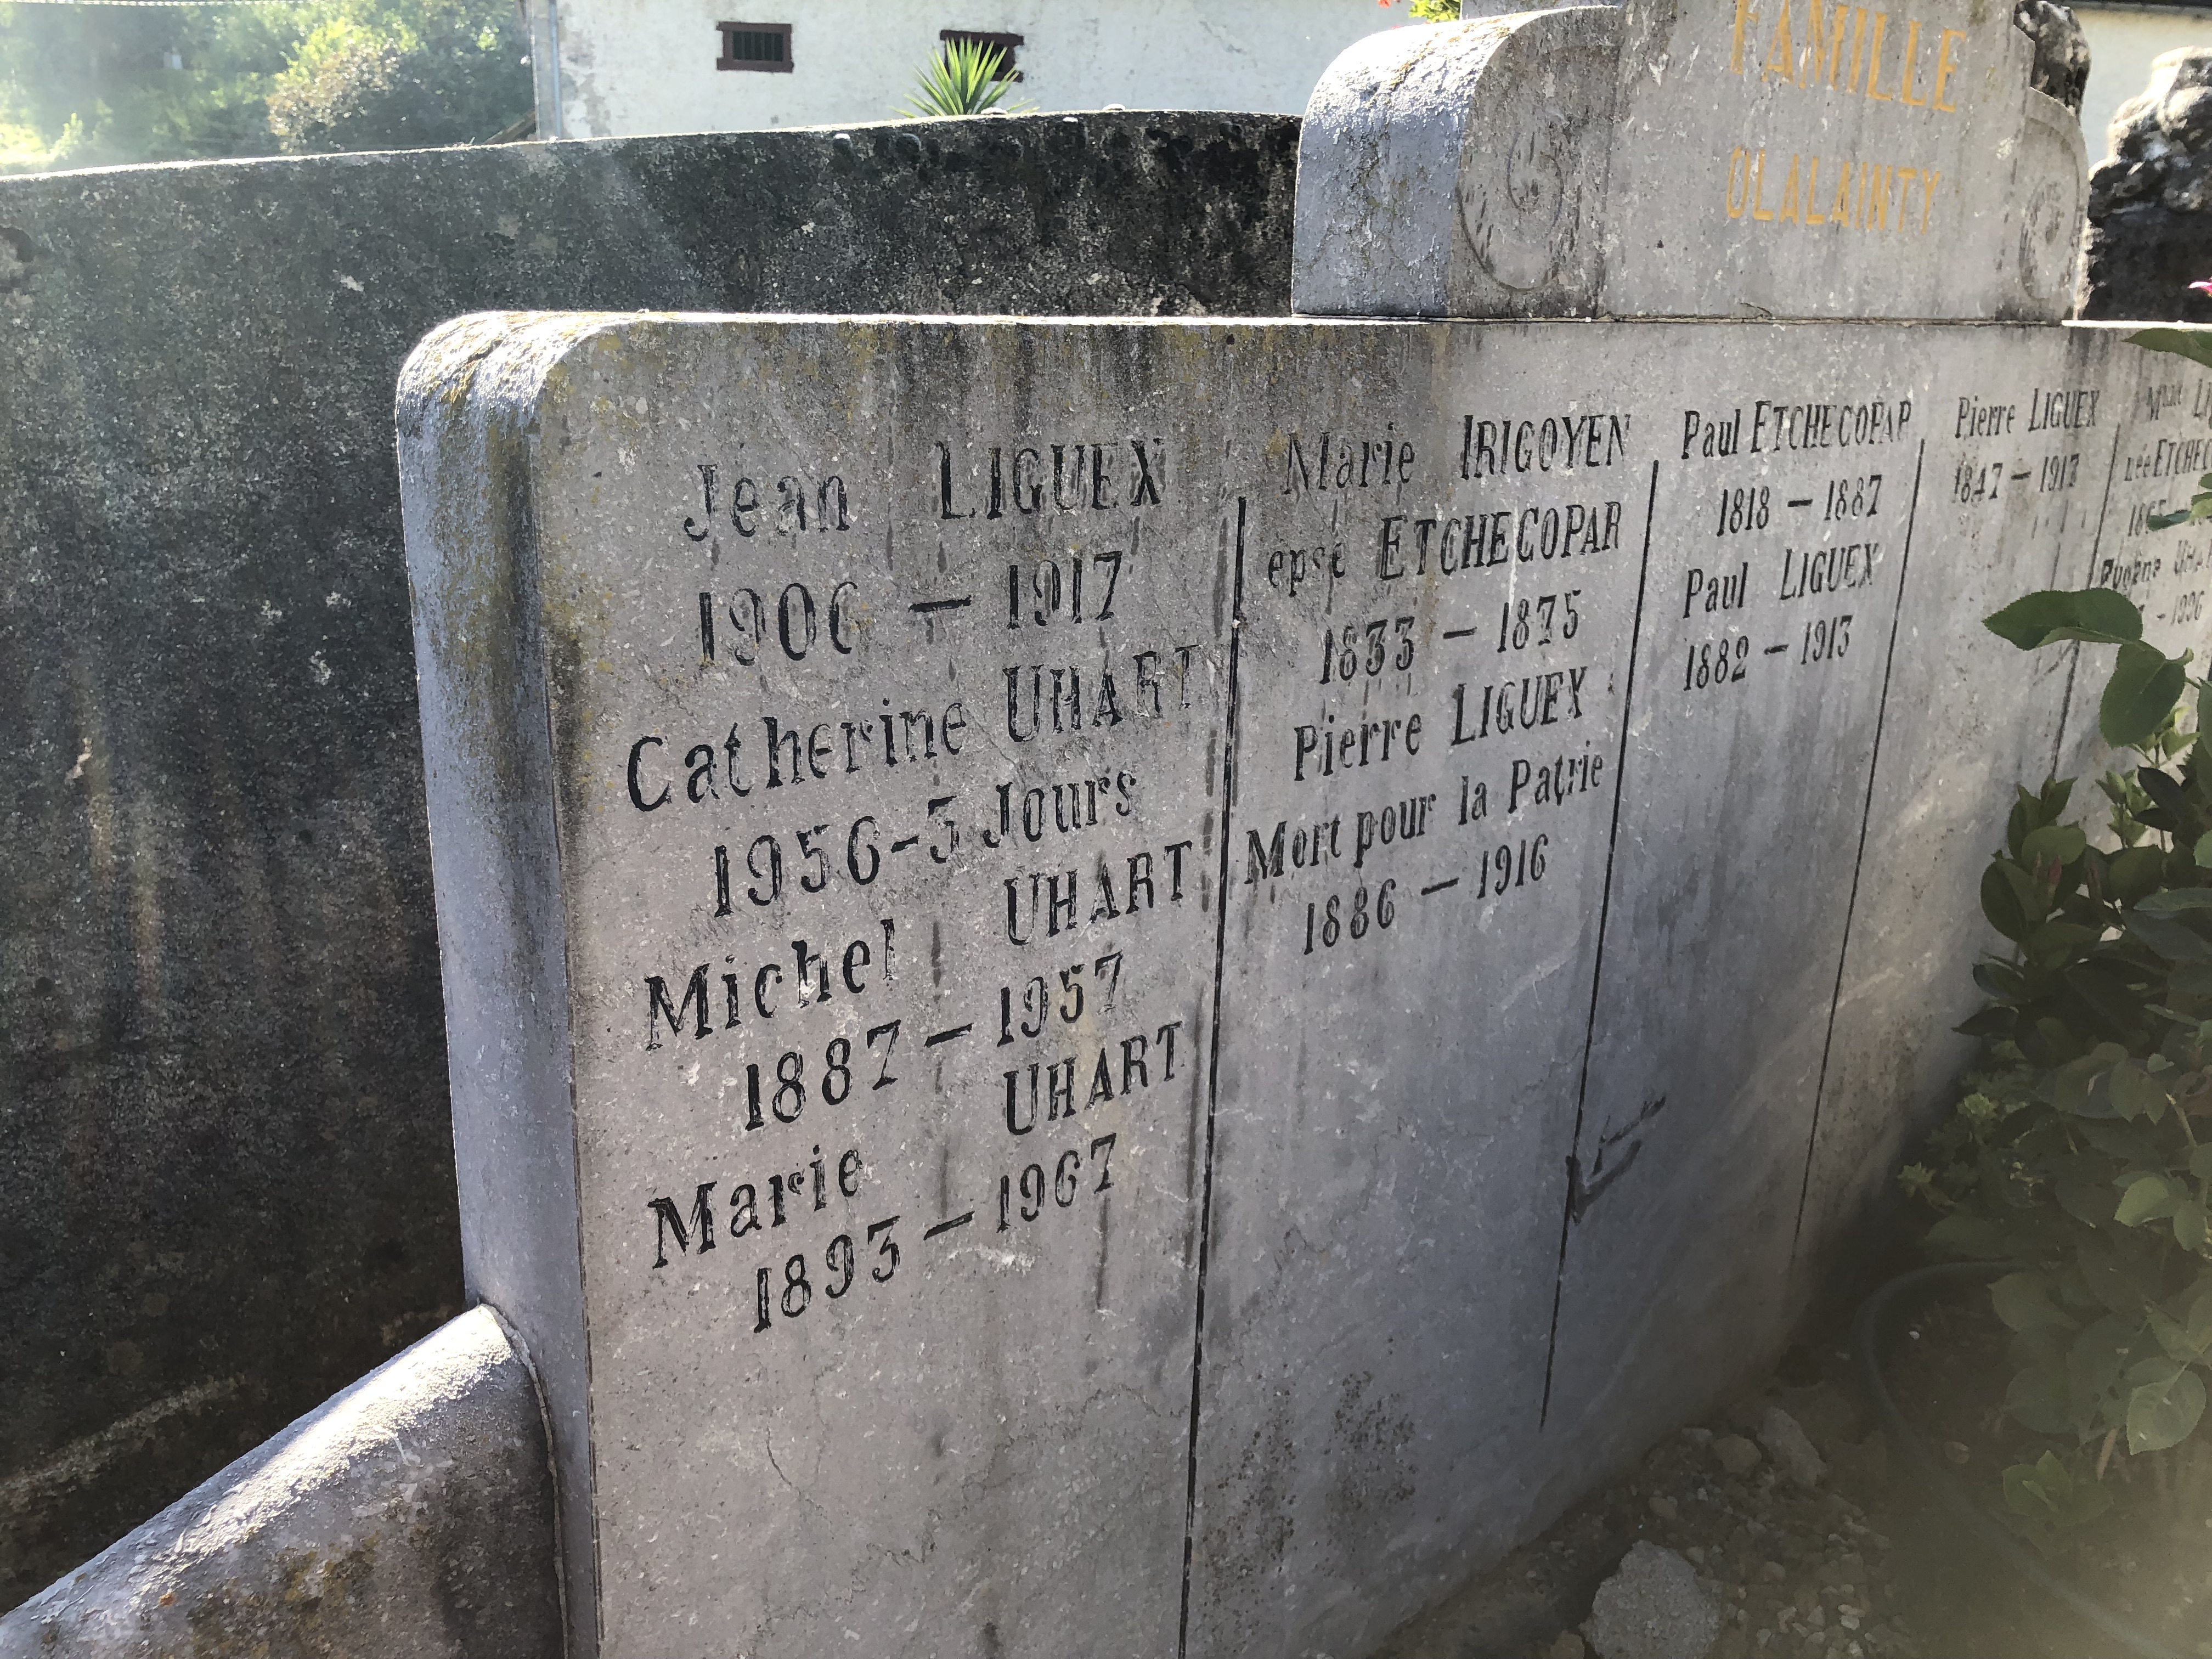 FAMILLE
OLALAINTY
Jean LIGUEX
1906 — 1917
Catherine UHART
1956-3 Jours
Michel UHART
1887 — 1957
Marie UHART
1893 — 1967
Marie IRIGOYEN
epse ETCHECOPAR
1833 — 1875
Pierre LIGUEX
Mort pour la Patrie
1886 — 1916
Paul ETCHECOPAR
1818 — 1887
Paul LIGUEX
1882 — 1913
Pierre LIGUEX
1847 — 1913
née